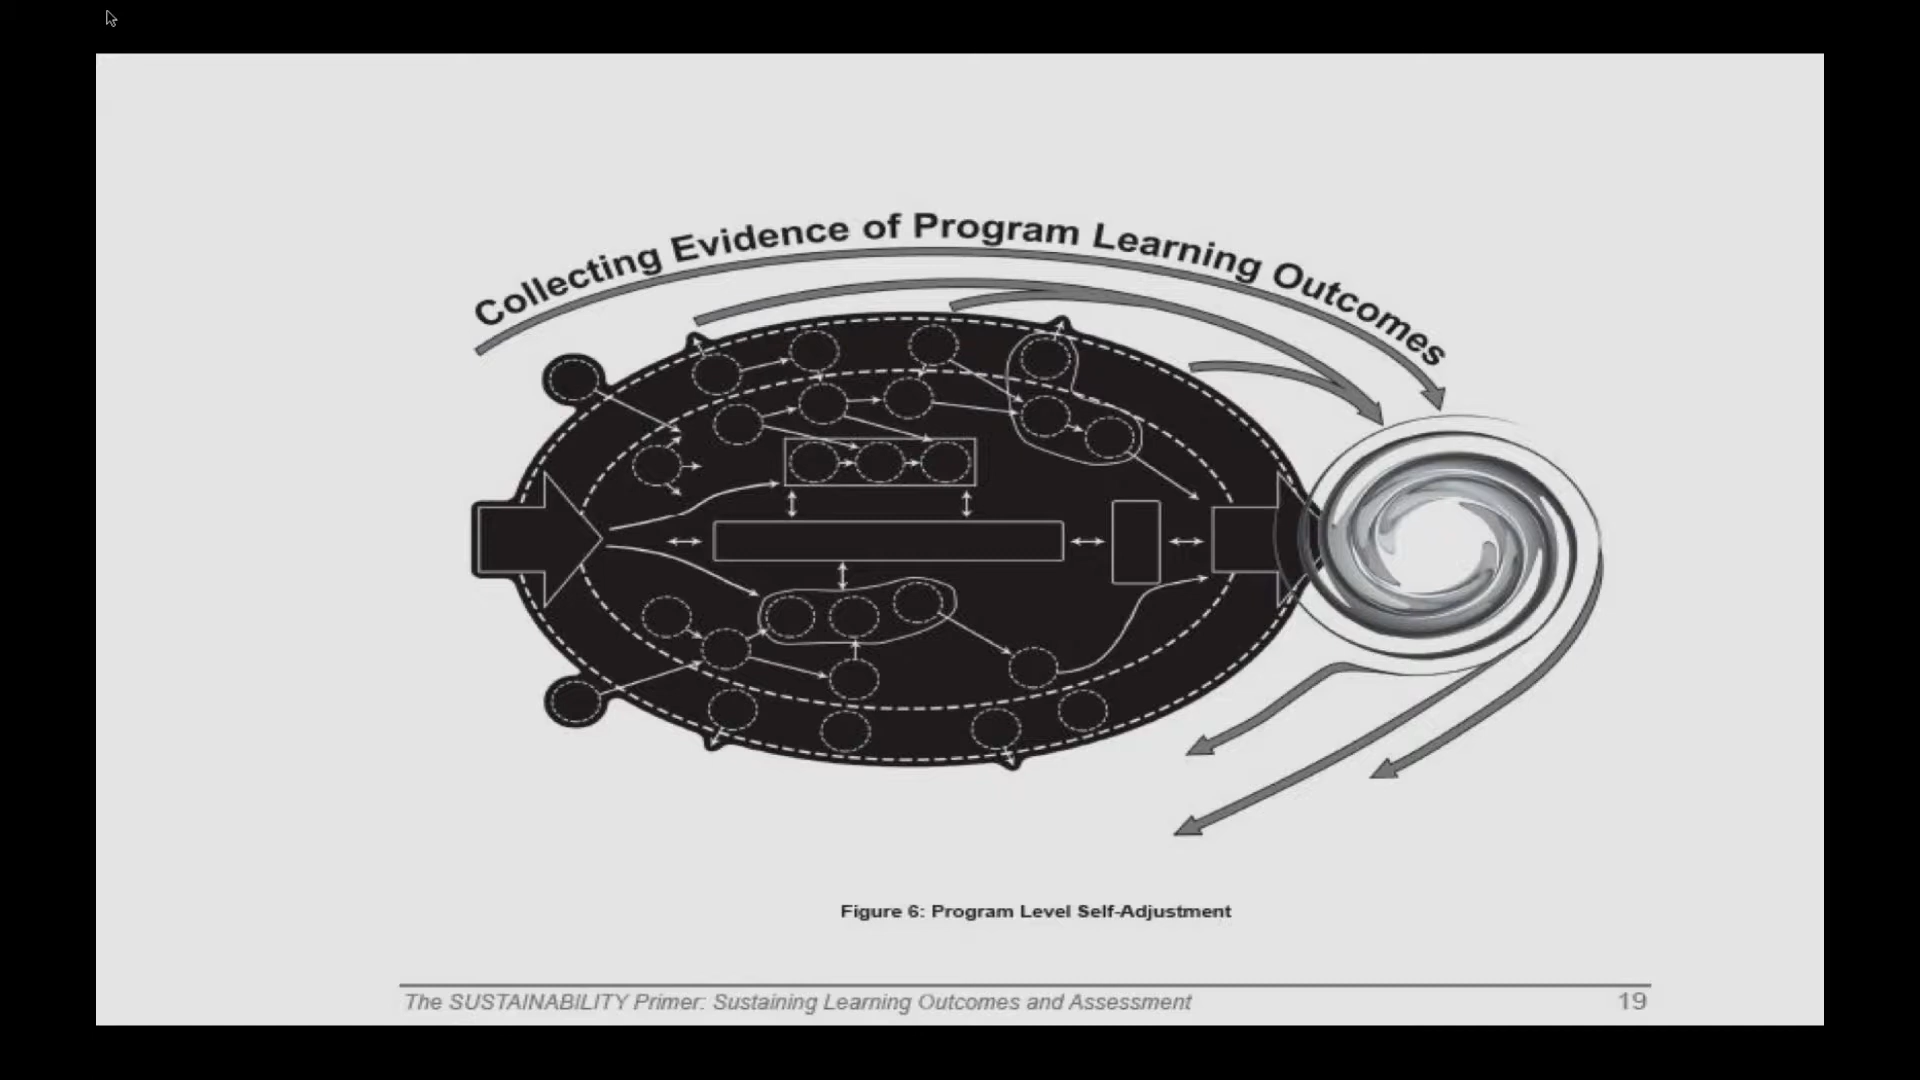 Collecting Evidence of Program Learning Outcomes
Figure 6: Program Level Self-Adjustment
The SUSTAINABILITY Primer: Sustaining Learning Outcomes and Assessment
19